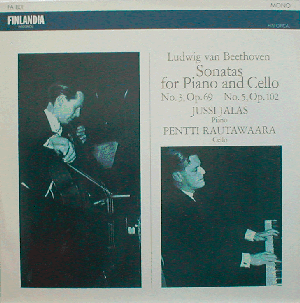 FINLANDIA
MONO
Ludwig van Beethoven
Sonatas
for Piano and Cello
No. 3, Op. 69 No. 5, Op. 102
JUSSI JALAS
Piano
PENTTI RAUTAWAARA
Cello